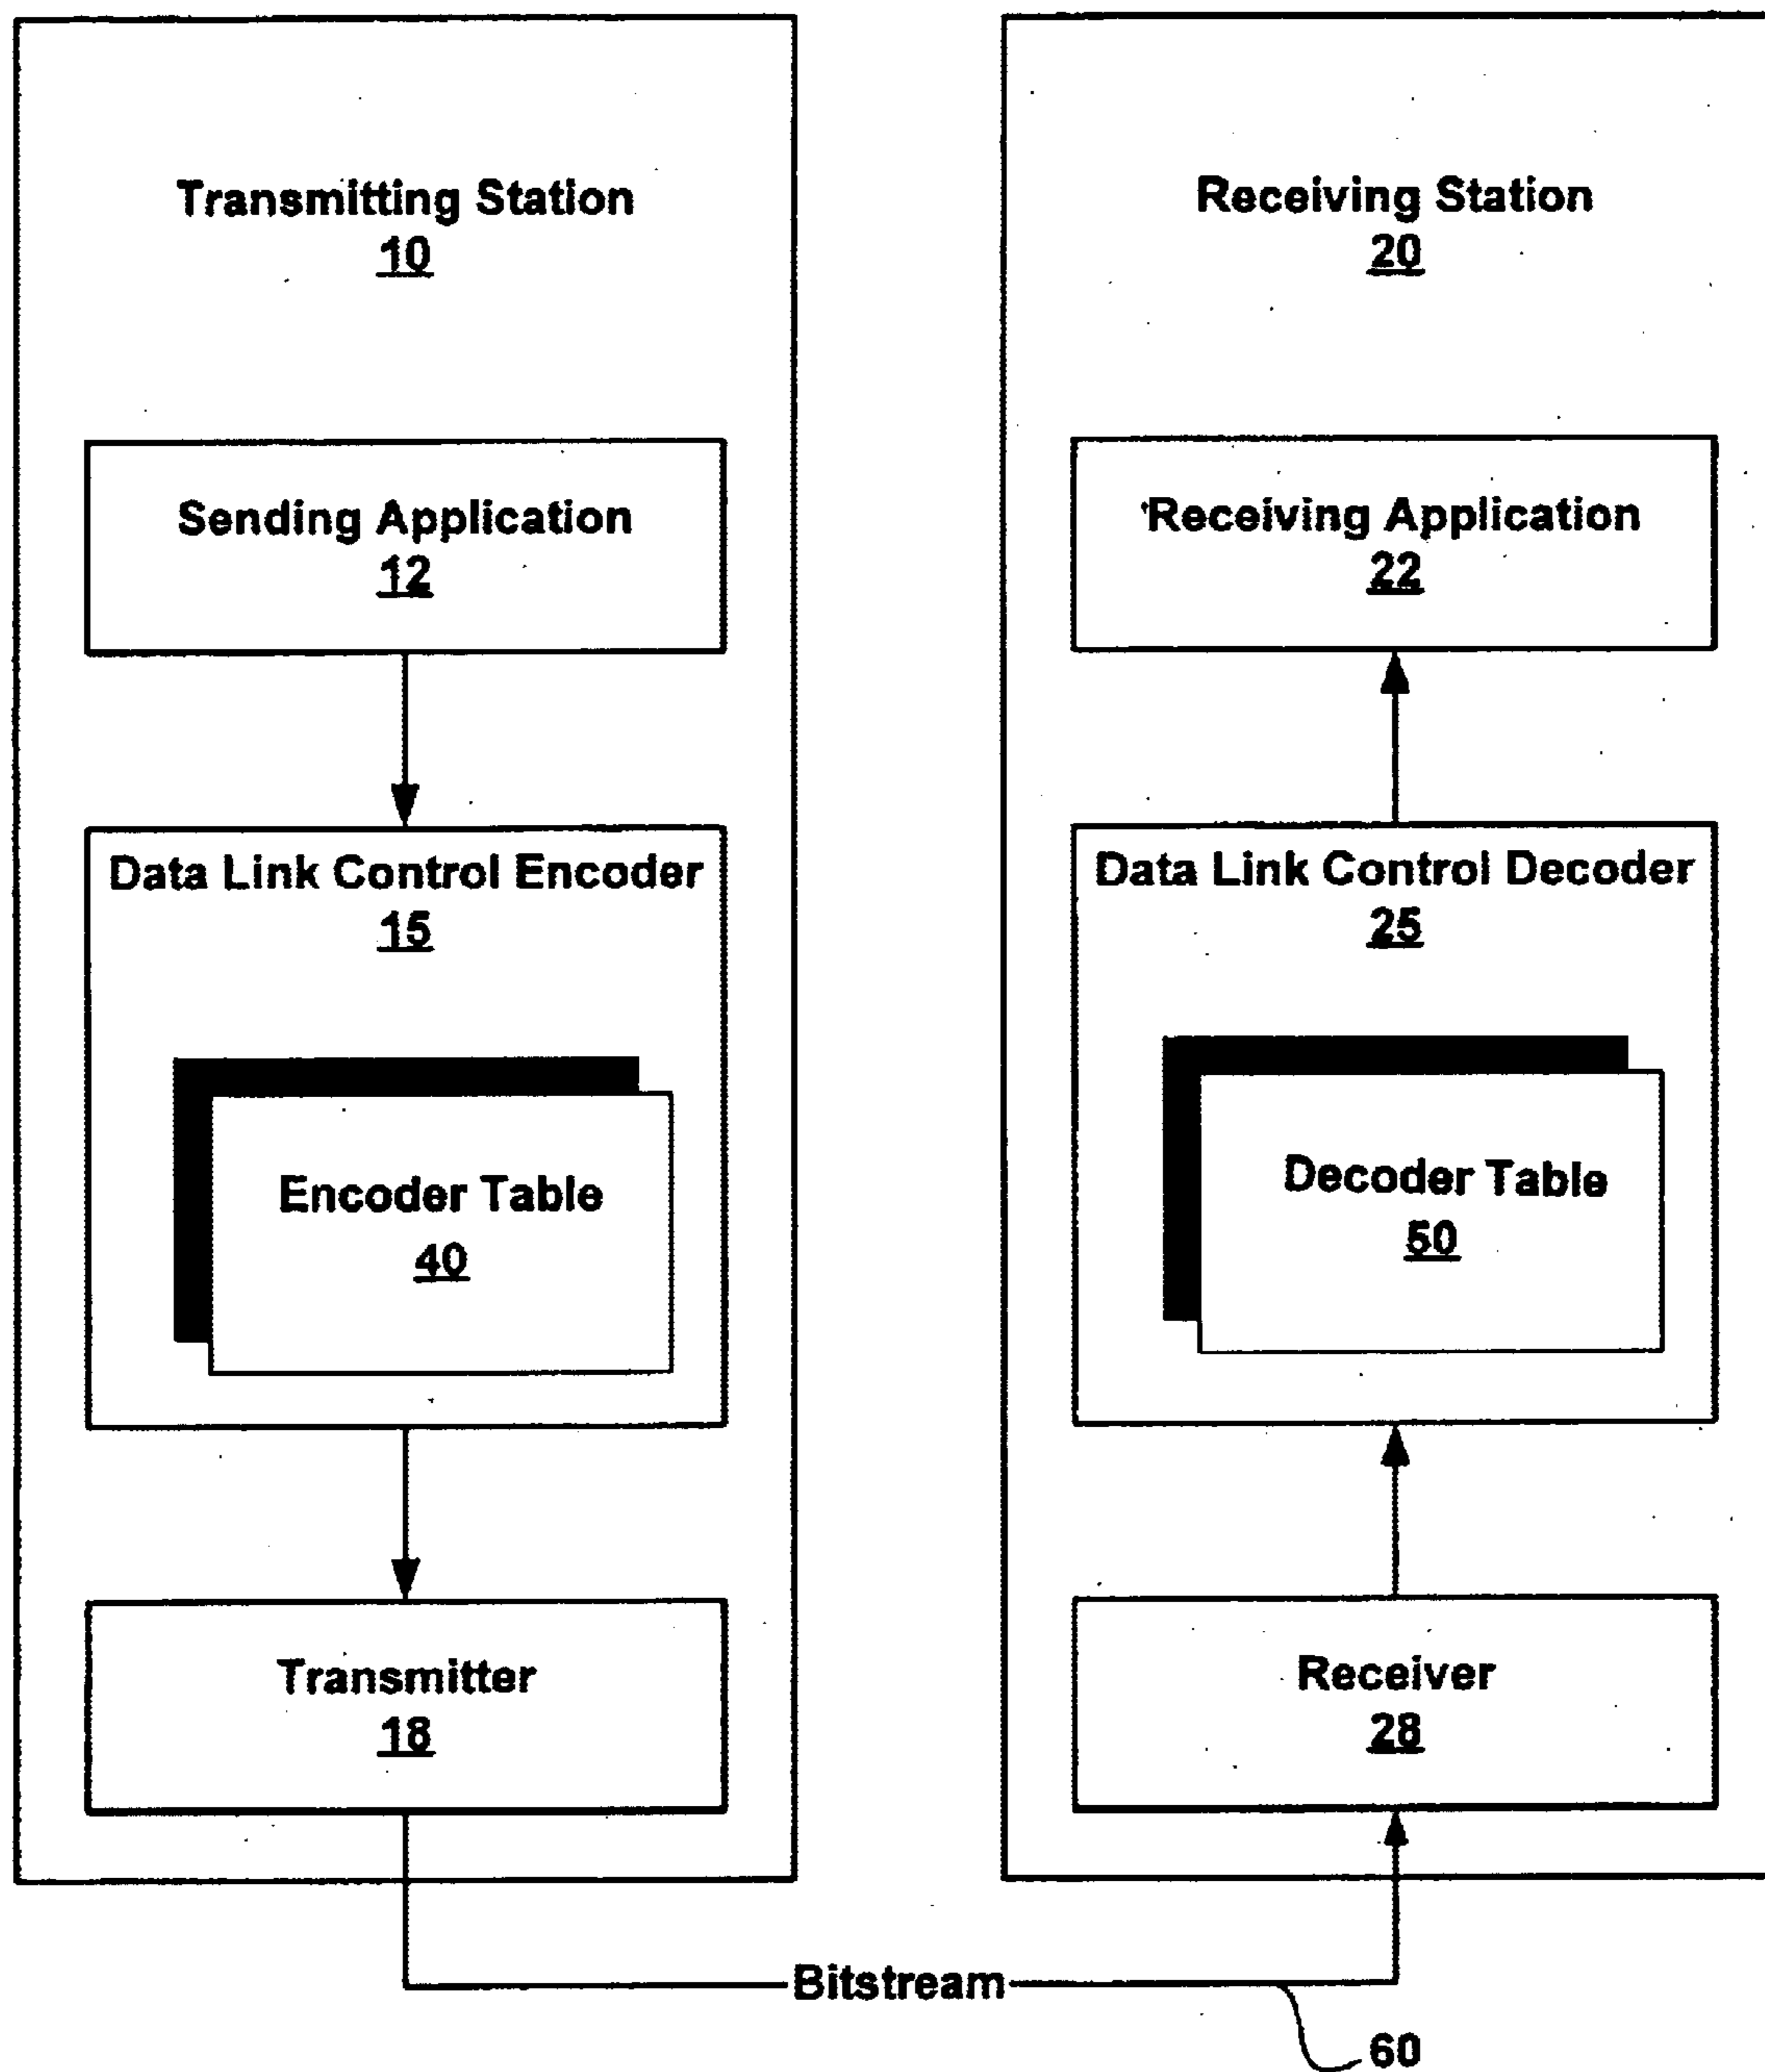 Transmitting Station
10
Sending Application
12
Data Link Control Encoder
15
Encoder Table
40
Transmitter
18
Receiving Station
20
Receiving Application
22
Data Link Control Decoder
25
Decoder Table
50
Receiver
28
Bitstream
60